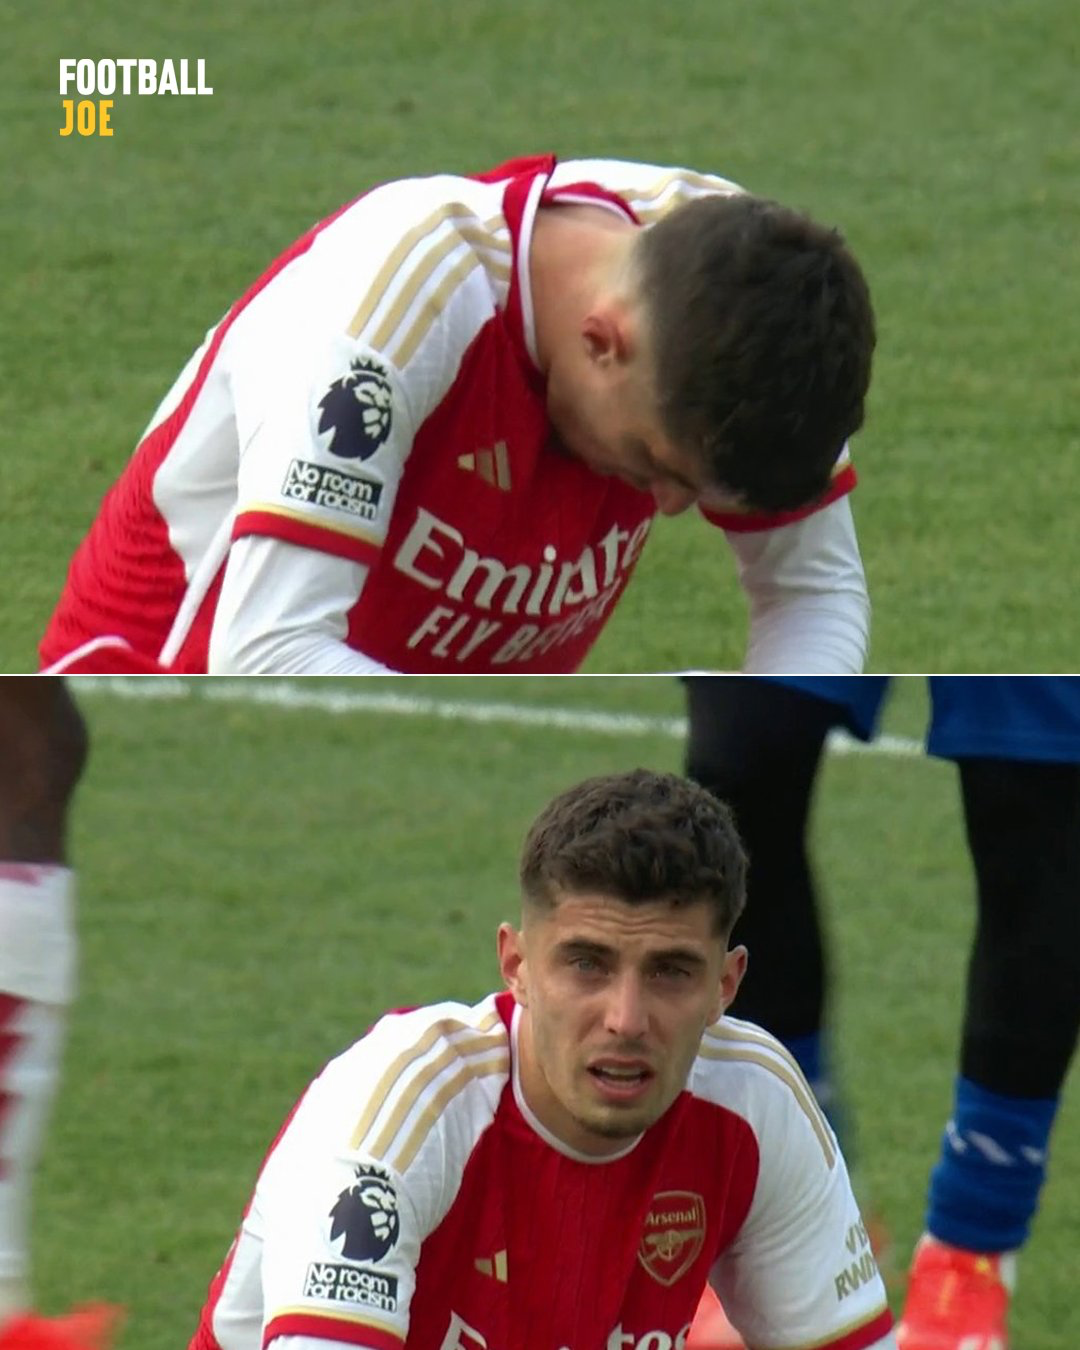 FOOTBALL
JOE
No room
For racism
Emirates
FLY BETTER
Arsenal
No room
For racism